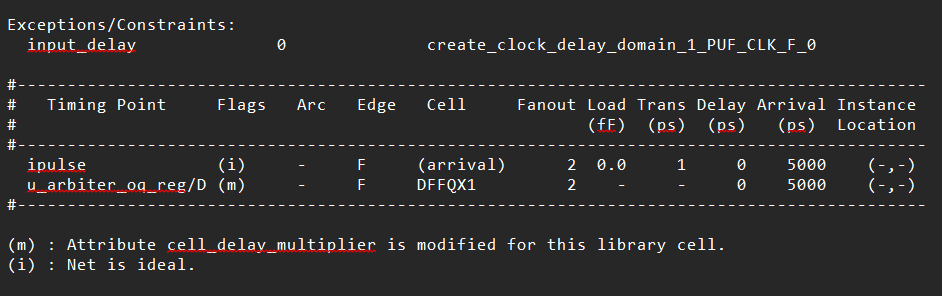 Exceptions/Constraints:
input_delay 0 create_clock_delay_domain_1_PUF_CLK_F_0
#-------------------------------------------------------------------------------------------
# Timing Point Flags Arc Edge Cell Fanout Load Trans Delay Arrival Instance
# (fF) (ps) (ps) (ps) Location
#-------------------------------------------------------------------------------------------
ipulse (i) - F (arrival) 2 0.0 1 0 5000 (-,-)
u_arbiter_oq_reg/D (m) - F DFFQX1 2 - - 0 5000 (-,-)
#-------------------------------------------------------------------------------------------
(m) : Attribute cell_delay_multiplier is modified for this library cell.
(i) : Net is ideal.